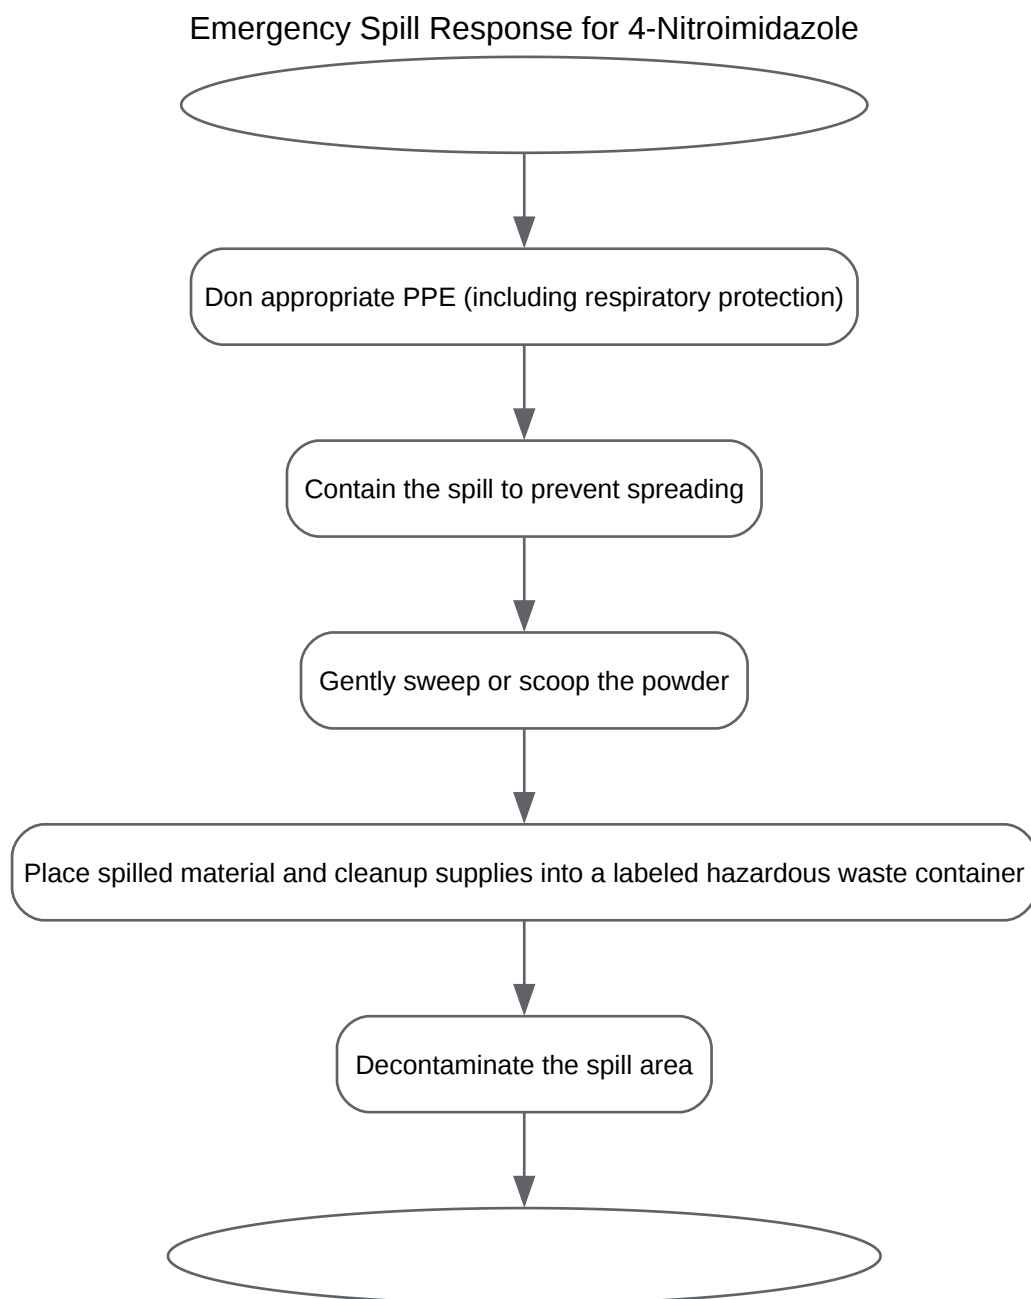 Emergency Spill Response for 4-Nitroimidazole
Don appropriate PPE (including respiratory protection)
Contain the spill to prevent spreading
Gently sweep or scoop the powder
Place spilled material and cleanup supplies into a labeled hazardous waste container
Decontaminate the spill area